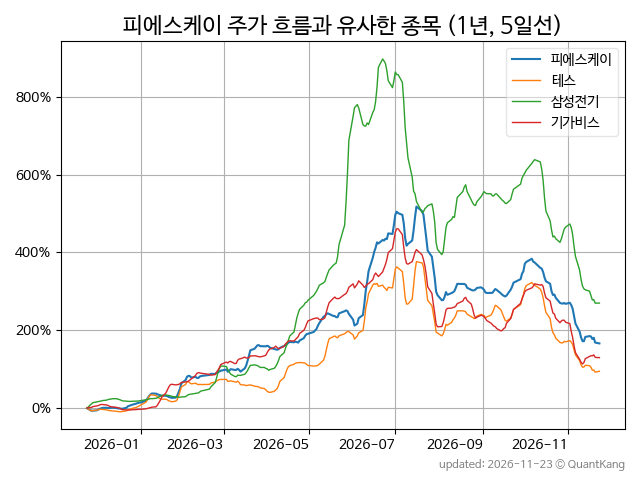 피에스케이 주가 흐름과 유사한 종목 (1년, 5일선)
피에스케이
테스
삼성전기
기가비스
800%
600%
400%
200%
0%
2026-01 2026-03 2026-05 2026-07 2026-09 2026-11
updated: 2026-11-23 © QuantKang